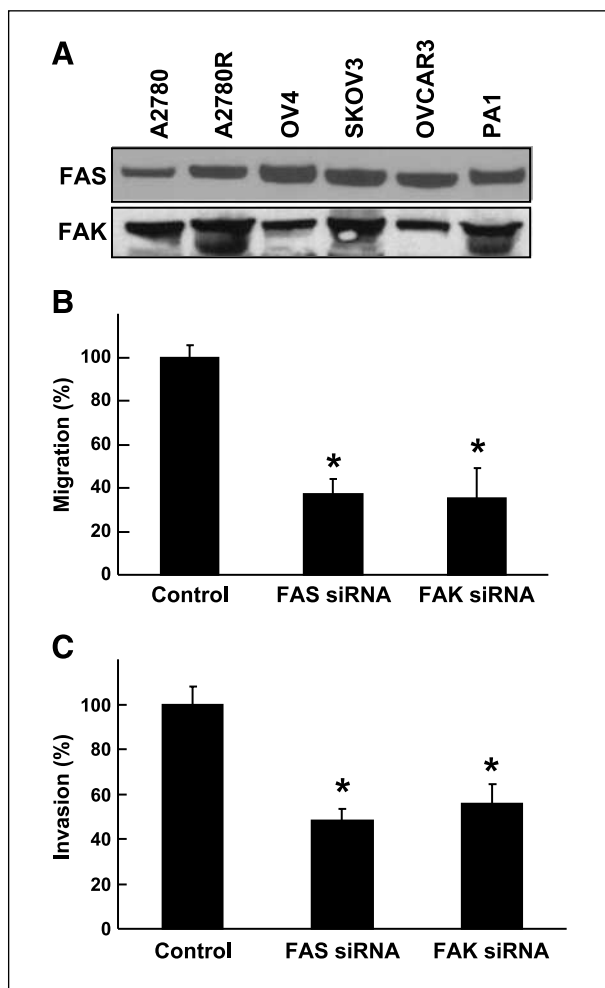 A
A2780
A2780R
OV4
SKOV3
OVCAR3
PA1
FAS
FAK
B
Migration (%)
100
80
60
40
20
0
*
*
Control
FAS siRNA
FAK siRNA
C
Invasion (%)
100
80
60
40
20
0
*
*
Control
FAS siRNA
FAK siRNA